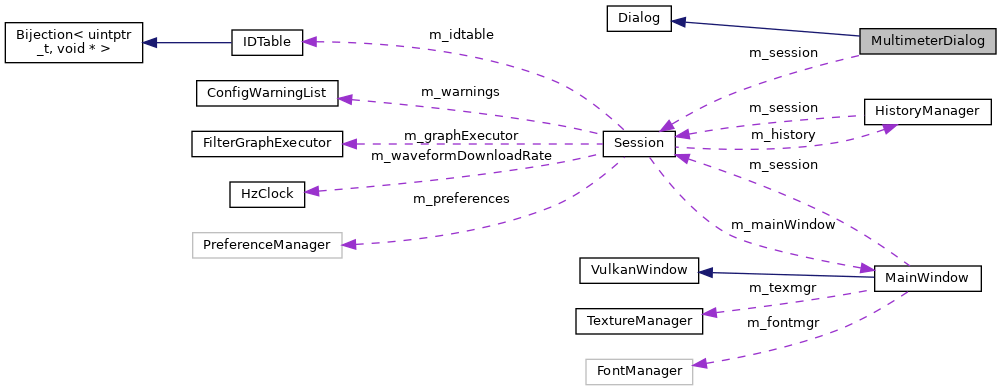 Dialog
Bijection< uintptr
_t, void * >
IDTable
m_idtable
MultimeterDialog
m_session
ConfigWarningList
m_warnings
m_session
HistoryManager
FilterGraphExecutor
m_graphExecutor
Session
m_history
m_waveformDownloadRate
m_session
HzClock
m_preferences
m_mainWindow
PreferenceManager
VulkanWindow
MainWindow
m_texmgr
TextureManager
m_fontmgr
FontManager